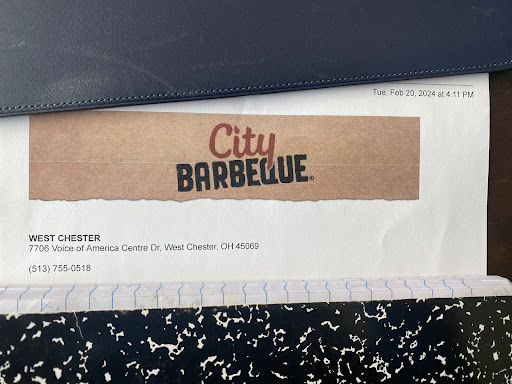 Tue, Feb 20, 2024 at 4:11 PM
City
BARBEQUE®
WEST CHESTER
7706 Voice of America Centre Dr, West Chester, OH 45069
(513) 755-0518